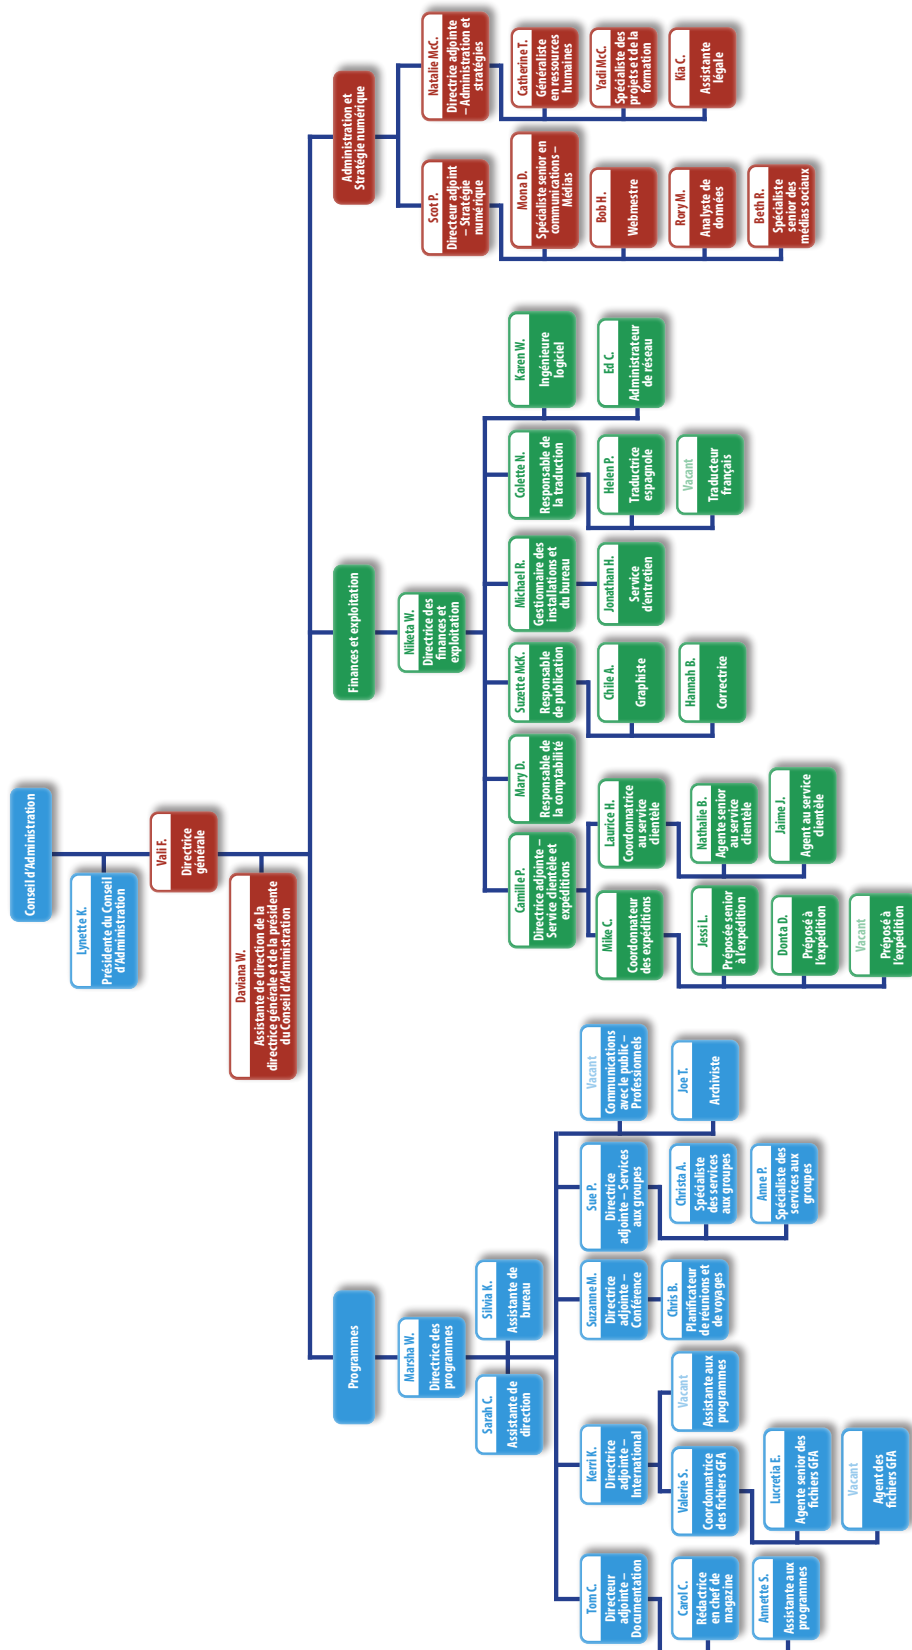 Conseil d'Administration
Lynette K.
Présidente du Conseil
d'Administration
Vali F.
Directrice
générale
Daviana W.
Assistante de direction de la
directrice générale et de la présidente
du Conseil d'Administration
Programmes
Marsha W.
Directrice des
programmes
Sarah C.
Assistante de
direction
Silvia K.
Assistante de
bureau
Tom C.
Directeur
adjointe –
Documentation
Carol C.
Rédactrice
en chef de
magazine
Annette S.
Assistante aux
programmes
Kerri K.
Directrice
adjointe –
International
Valerie S.
Coordonnatrice
des fichiers GFA
Lucretia E.
Agente senior des
fichiers GFA
Vacant
Agent des
fichiers GFA
Vacant
Assistante aux
programmes
Suzanne M.
Directrice
adjointe –
Conférence
Chris B.
Planificateur
de réunions et
de voyages
Sue P.
Directrice
adjointe – Services
aux groupes
Christa A.
Spécialiste
des services
aux groupes
Anne P.
Spécialiste des
services aux
groupes
Vacant
Communications
avec le public –
Professionnels
Joe T.
Archiviste
Finances et exploitation
Niketa W.
Directrice des
finances et
exploitation
Camille P.
Directrice adjointe –
Service clientèle et
expéditions
Mike C.
Coordonnateur
des expéditions
Jessi L.
Préposée senior
à l'expédition
Donta D.
Préposé à
l'expédition
Vacant
Préposé à
l'expédition
Laurice H.
Coordonnatrice
au service
clientèle
Nathalie B.
Agente senior
au service
clientèle
Jaime J.
Agent au service
clientèle
Mary D.
Responsable de
la comptabilité
Suzette McK.
Responsable
de publication
Chile A.
Graphiste
Hannah B.
Correctrice
Michael R.
Gestionnaire des
installations et
du bureau
Jonathan H.
Service
d'entretien
Colette N.
Responsable de
la traduction
Helen P.
Traductrice
espagnole
Vacant
Traducteur
français
Karen W.
Ingénieure
logiciel
Ed C.
Administrateur
de réseau
Administration et
Stratégie numérique
Scot P.
Directeur adjoint
– Stratégie
numérique
Mona D.
Spécialiste senior en
communications –
Médias
Bob H.
Webmestre
Rory M.
Analyste de
données
Beth R.
Spécialiste
senior des
médias sociaux
Natalie McC.
Directrice adjointe
– Administration et
stratégies
Catherine T.
Généraliste
en ressources
humaines
Yadi McC.
Spécialiste des
projets et de la
formation
Kia C.
Assistante
légale